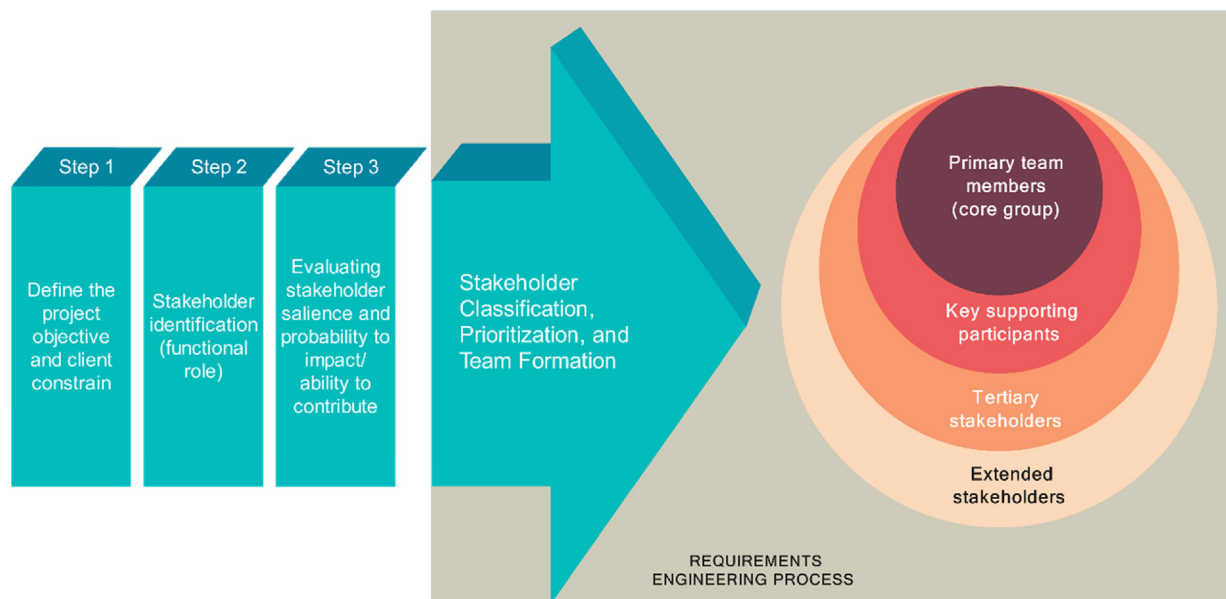 Step 1
Define the
project
objective
and client
constrain
Step 2
Stakeholder
identification
(functional
role)
Step 3
Evaluating
stakeholder
salience and
probability to
impact/
ability to
contribute
Stakeholder
Classification,
Prioritization, and
Team Formation
Primary team
members
(core group)
Key supporting
participants
Tertiary
stakeholders
Extended
stakeholders
REQUIREMENTS
ENGINEERING PROCESS